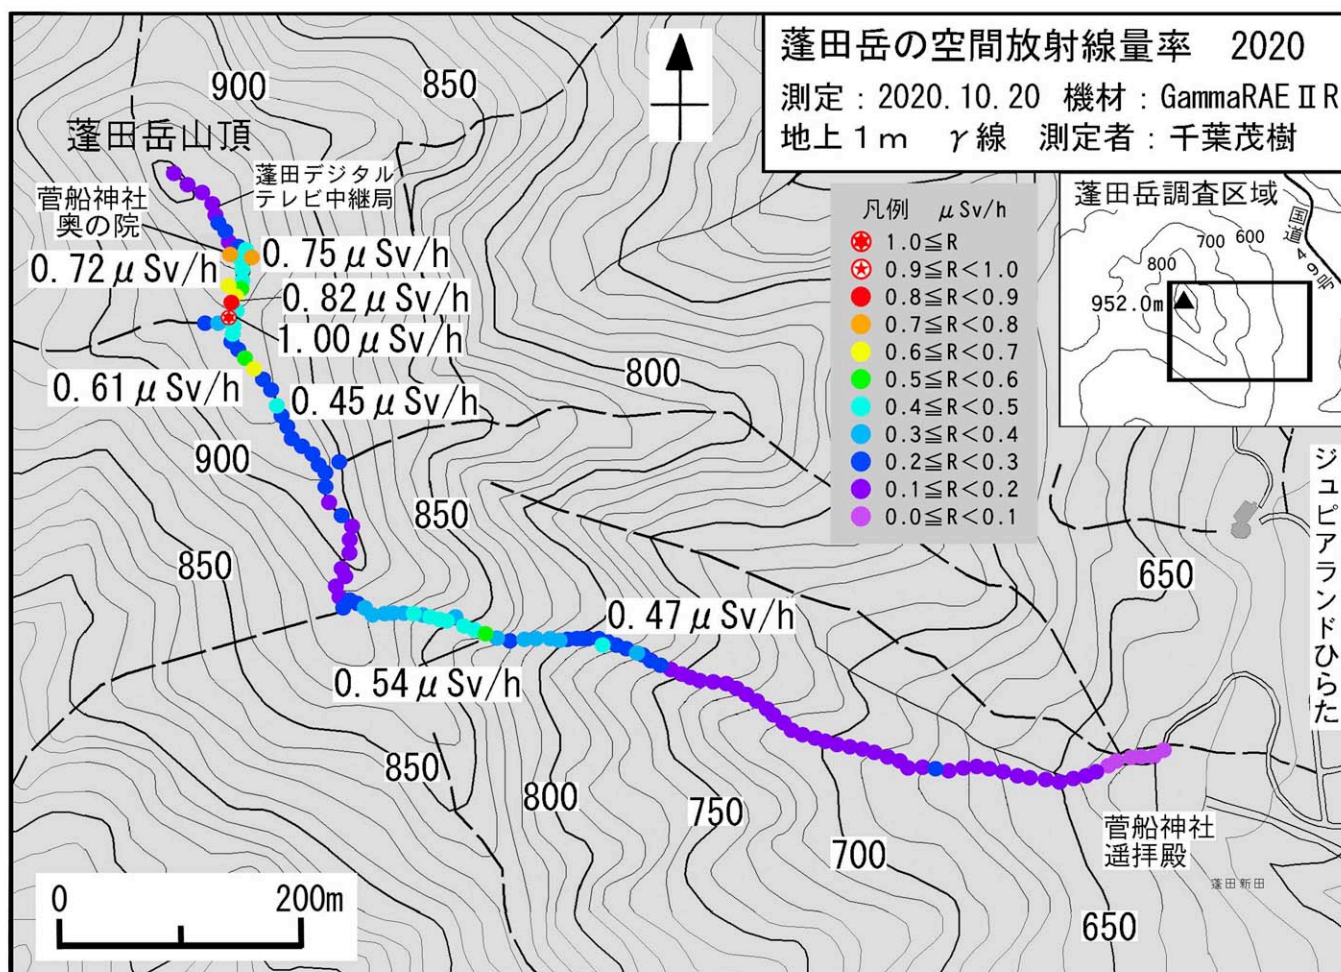 蓬田岳の空間放射線量率 2020
測定：2020.10.20 機材：GammaRAEⅡR
地上1m γ線 測定者：千葉茂樹
蓬田岳調査区域
国道49号
700
600
800
952.0m
凡例 μSv/h
1.0≦R
0.9≦R<1.0
0.8≦R<0.9
0.7≦R<0.8
0.6≦R<0.7
0.5≦R<0.6
0.4≦R<0.5
0.3≦R<0.4
0.2≦R<0.3
0.1≦R<0.2
0.0≦R<0.1
900
850
蓬田岳山頂
蓬田デジタル
テレビ中継局
菅船神社
奥の院
0.75μSv/h
0.72μSv/h
0.82μSv/h
1.00μSv/h
0.61μSv/h
0.45μSv/h
800
900
850
850
650
ジュピアランドひらた
0.47μSv/h
0.54μSv/h
850
800
750
700
菅船神社
遥拝殿
蓬田新田
650
0
200m